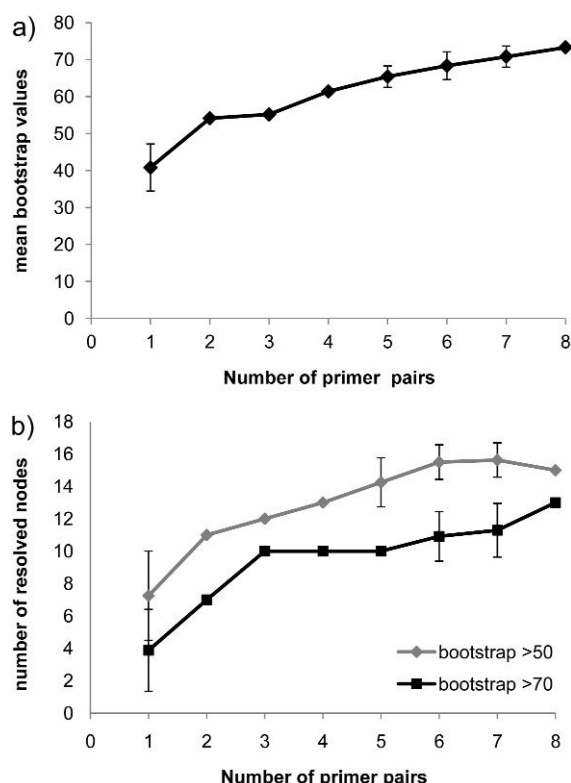 a)
80
70
60
50
40
30
20
10
0
mean bootstrap values
0 1 2 3 4 5 6 7 8
Number of primer pairs
b)
18
16
14
12
10
8
6
4
2
0
number of resolved nodes
bootstrap >50
bootstrap >70
0 1 2 3 4 5 6 7 8
Number of primer pairs